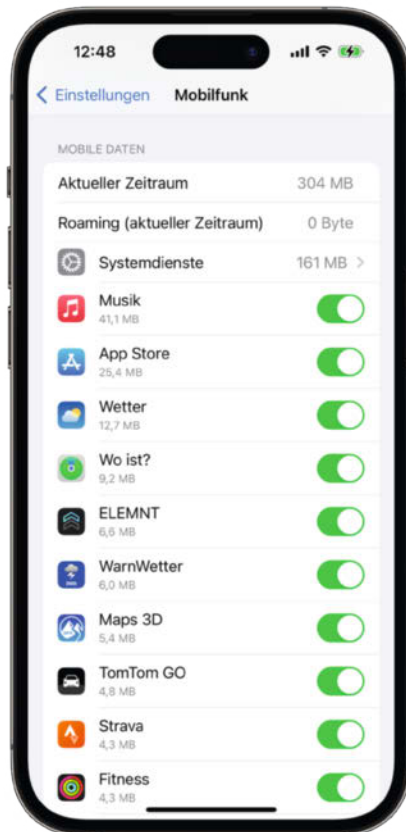 12:48
Einstellungen Mobilfunk
MOBILE DATEN
Aktueller Zeitraum 304 MB
Roaming (aktueller Zeitraum) 0 Byte
Systemdienste 161 MB
Musik
41,1 MB
App Store
25,4 MB
Wetter
12,7 MB
Wo ist?
9,2 MB
ELEMNT
6,6 MB
WarnWetter
6,0 MB
Maps 3D
5,4 MB
TomTom GO
4,8 MB
Strava
4,3 MB
Fitness
4,3 MB